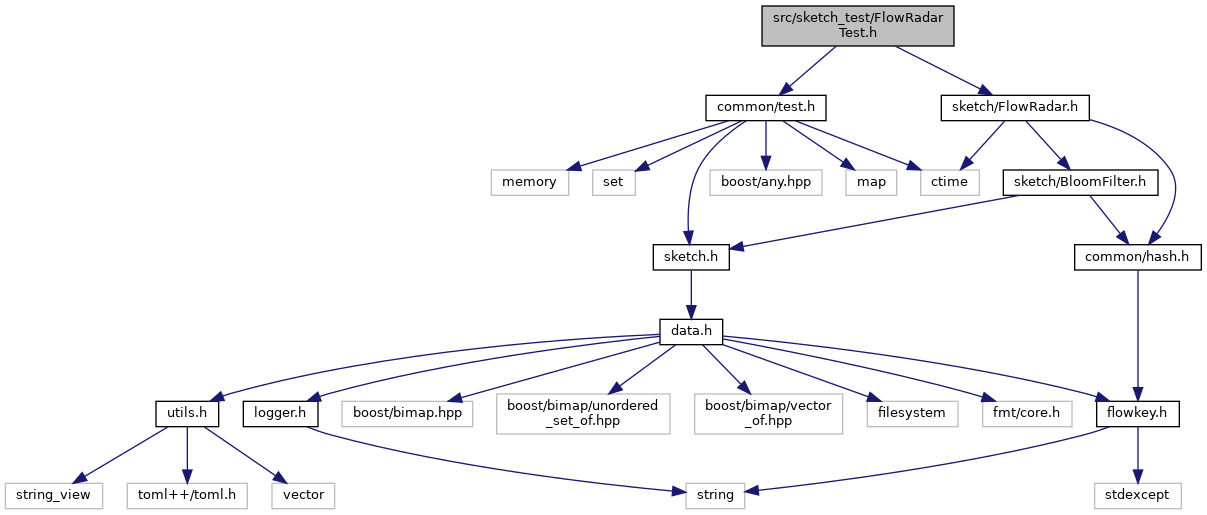 src/sketch_test/FlowRadar
Test.h
common/test.h
sketch/FlowRadar.h
memory
set
boost/any.hpp
map
ctime
sketch/BloomFilter.h
sketch.h
common/hash.h
data.h
utils.h
logger.h
boost/bimap.hpp
boost/bimap/unordered
_set_of.hpp
boost/bimap/vector
_of.hpp
filesystem
fmt/core.h
flowkey.h
string_view
toml++/toml.h
vector
string
stdexcept